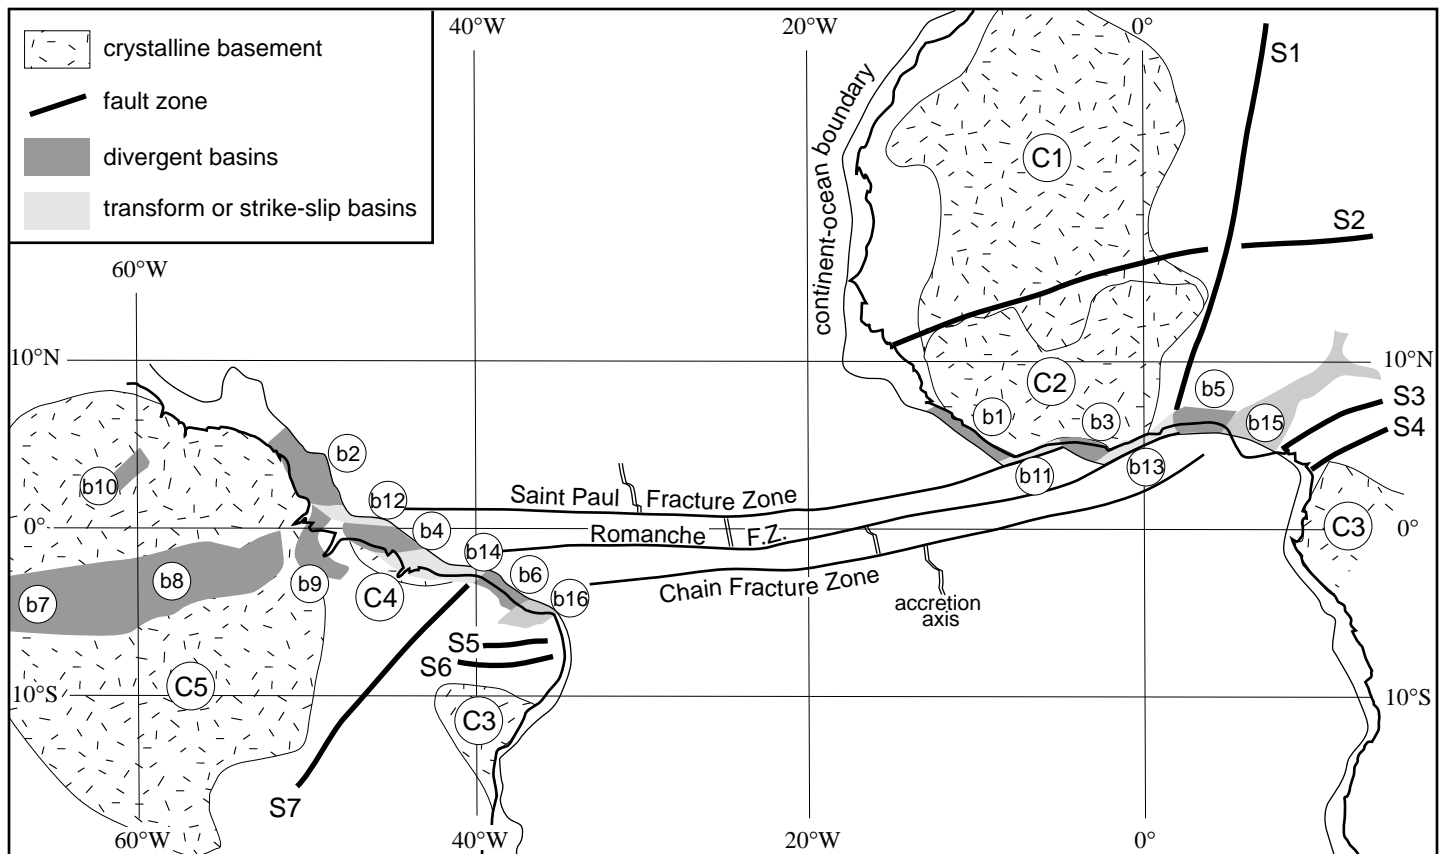 40°W
20°W
0°
crystalline basement
fault zone
divergent basins
transform or strike-slip basins
60°W
continent-ocean boundary
S1
C1
S2
10°N
10°N
C2
b5
S3
b1
b3
b15
S4
b2
b11
b13
b10
b12
Saint Paul Fracture Zone
0°
b4
Romanche F.Z.
C3
0°
b14
b8
b9
b6
Chain Fracture Zone
b7
C4
b16
accretion
axis
S5
S6
C5
10°S
10°S
C3
S7
60°W
40°W
20°W
0°